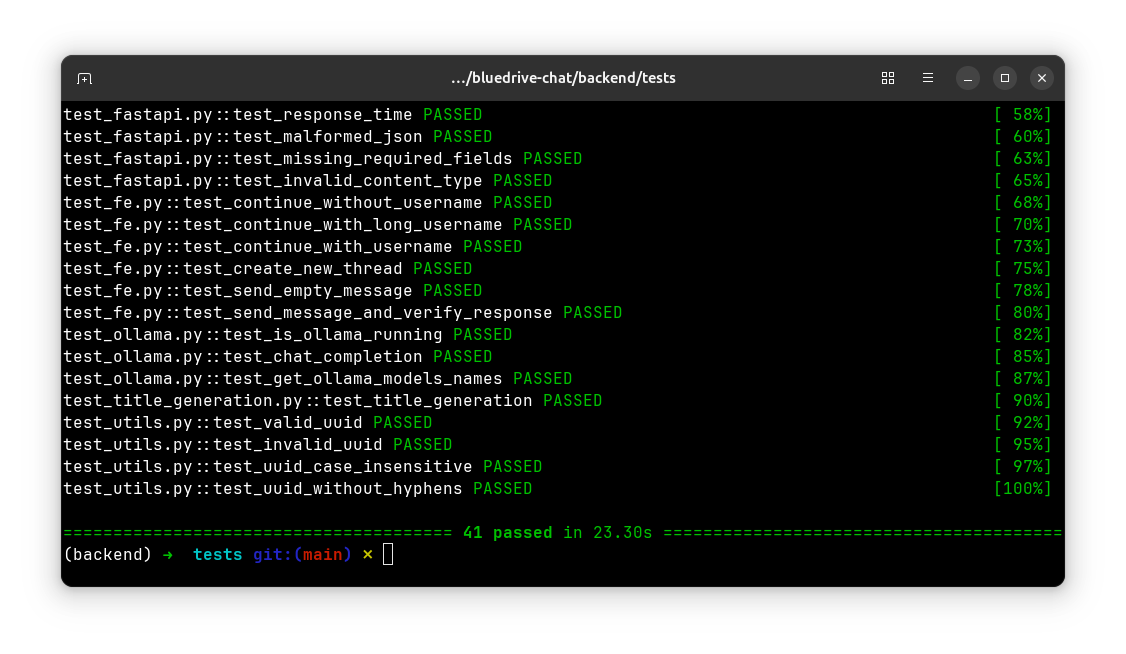 …/bluedrive-chat/backend/tests
test_fastapi.py::test_response_time PASSED [ 58%]
test_fastapi.py::test_malformed_json PASSED [ 60%]
test_fastapi.py::test_missing_required_fields PASSED [ 63%]
test_fastapi.py::test_invalid_content_type PASSED [ 65%]
test_fe.py::test_continue_without_username PASSED [ 68%]
test_fe.py::test_continue_with_long_username PASSED [ 70%]
test_fe.py::test_continue_with_username PASSED [ 73%]
test_fe.py::test_create_new_thread PASSED [ 75%]
test_fe.py::test_send_empty_message PASSED [ 78%]
test_fe.py::test_send_message_and_verify_response PASSED [ 80%]
test_ollama.py::test_is_ollama_running PASSED [ 82%]
test_ollama.py::test_chat_completion PASSED [ 85%]
test_ollama.py::test_get_ollama_models_names PASSED [ 87%]
test_title_generation.py::test_title_generation PASSED [ 90%]
test_utils.py::test_valid_uuid PASSED [ 92%]
test_utils.py::test_invalid_uuid PASSED [ 95%]
test_utils.py::test_uuid_case_insensitive PASSED [ 97%]
test_utils.py::test_uuid_without_hyphens PASSED [100%]
======================================= 41 passed in 23.30s ========================================
(backend) → tests git:(main) ×